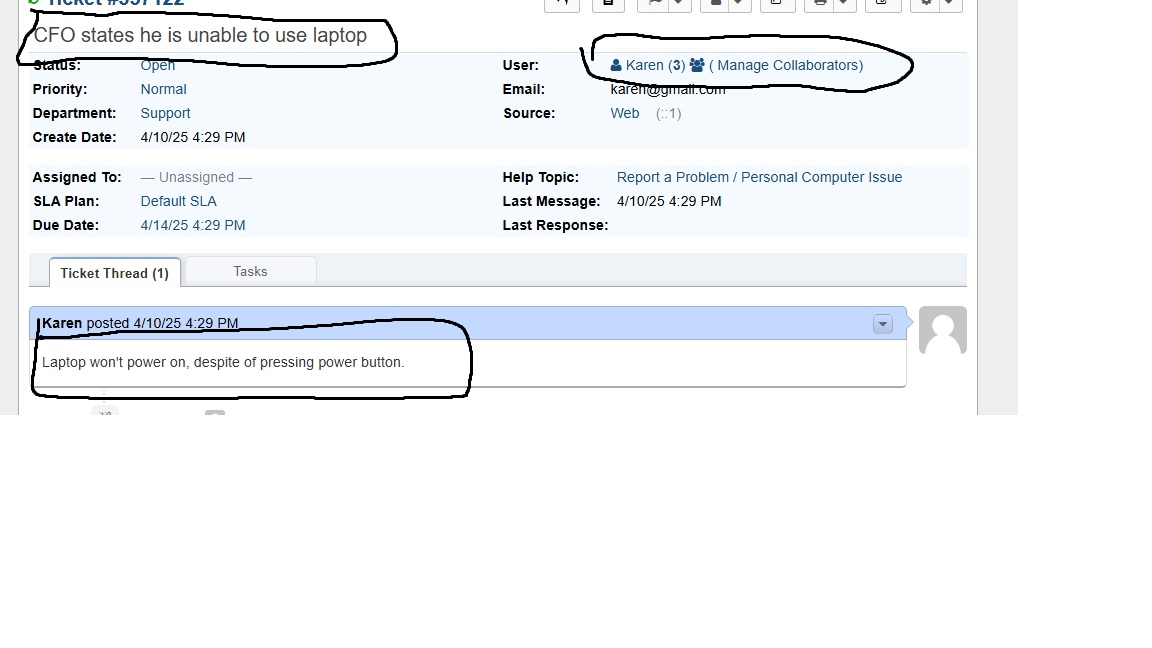 Ticket #357122
CFO states he is unable to use laptop
Status: Open
User: Karen (3) ( Manage Collaborators)
Priority: Normal
Email: karen@gmail.com
Department: Support
Source: Web (::1)
Create Date: 4/10/25 4:29 PM
Assigned To: — Unassigned —
Help Topic: Report a Problem / Personal Computer Issue
SLA Plan: Default SLA
Last Message: 4/10/25 4:29 PM
Due Date: 4/14/25 4:29 PM
Last Response:
Ticket Thread (1) Tasks
Karen posted 4/10/25 4:29 PM
Laptop won't power on, despite of pressing power button.